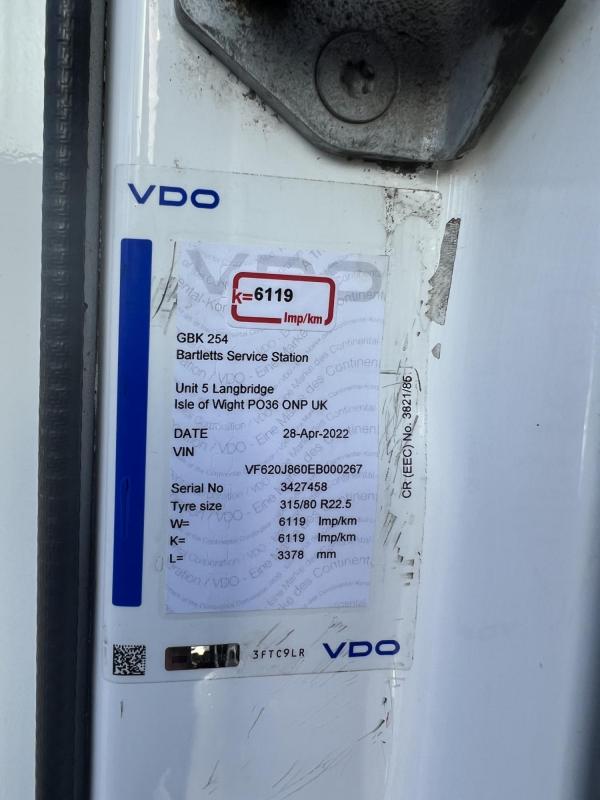 VDO
k=6119
Imp/km
GBK 254
Bartletts Service Station
Unit 5 Langbridge
Isle of Wight PO36 ONP UK
DATE 28-Apr-2022
VIN
VF620J860EB000267
Serial No 3427458
Tyre size 315/80 R22.5
W= 6119 Imp/km
K= 6119 Imp/km
L= 3378 mm
CR (EEC) No. 3821/85
3FTC9LR VDO